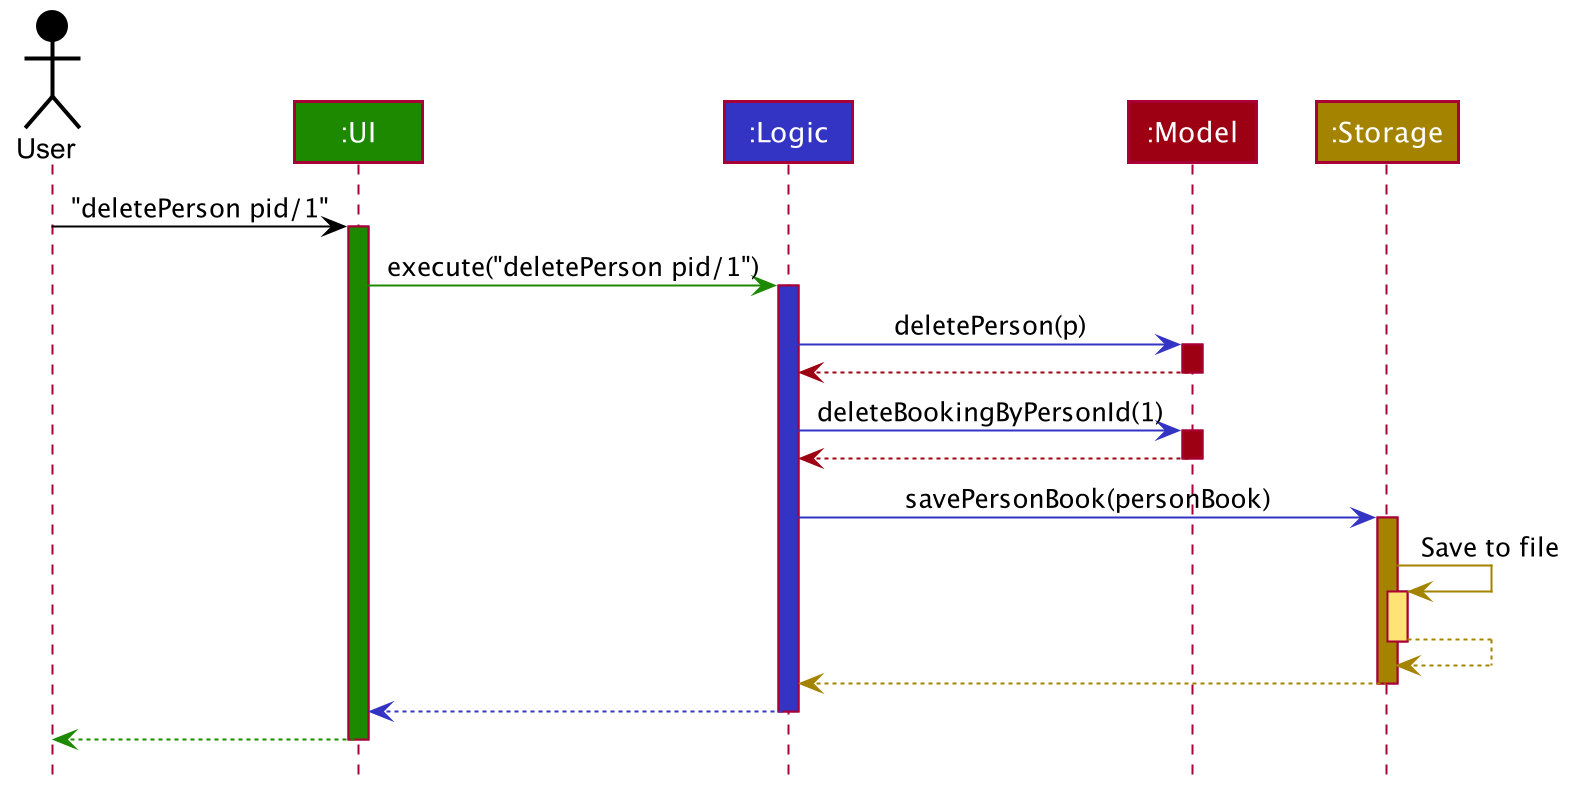 User
:UI
:Logic
:Model
:Storage
"deletePerson pid/1"
execute("deletePerson pid/1")
deletePerson(p)
deleteBookingByPersonId(1)
savePersonBook(personBook)
Save to file